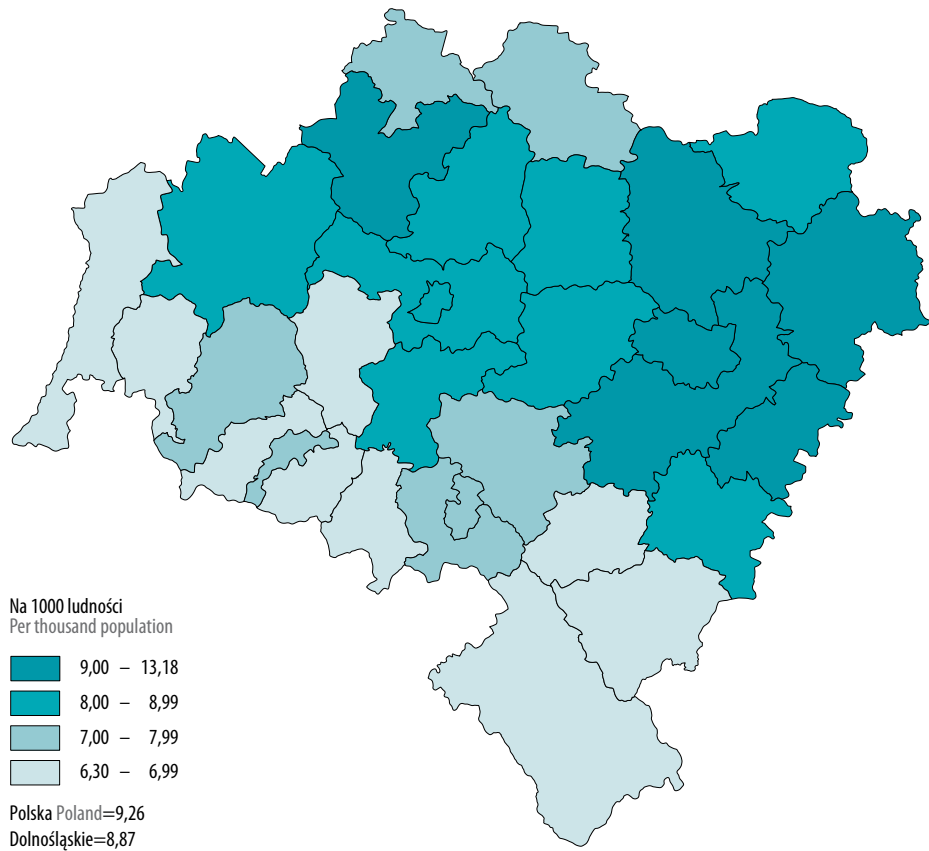 Na 1000 ludności
Per thousand population
9,00 – 13,18
8,00 – 8,99
7,00 – 7,99
6,30 – 6,99
Polska Poland=9,26
Dolnośląskie=8,87